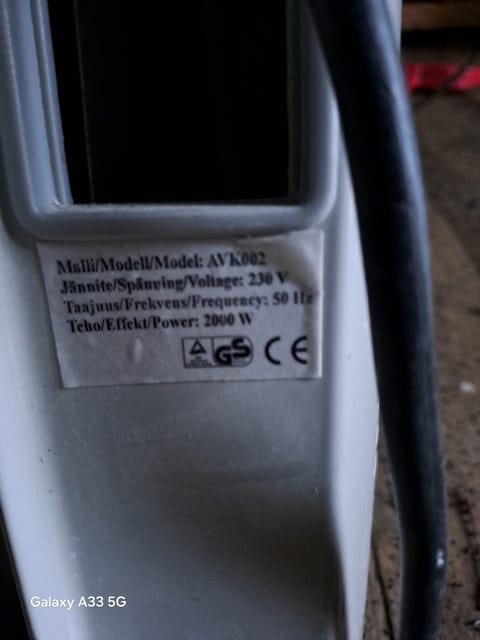 Malli/Modell/Model: AVK002
Jännite/Spänning/Voltage: 230 V
Taajuus/Frekvens/Frequency: 50 Hz
Teho/Effekt/Power: 2000 W
GS CE
Galaxy A33 5G